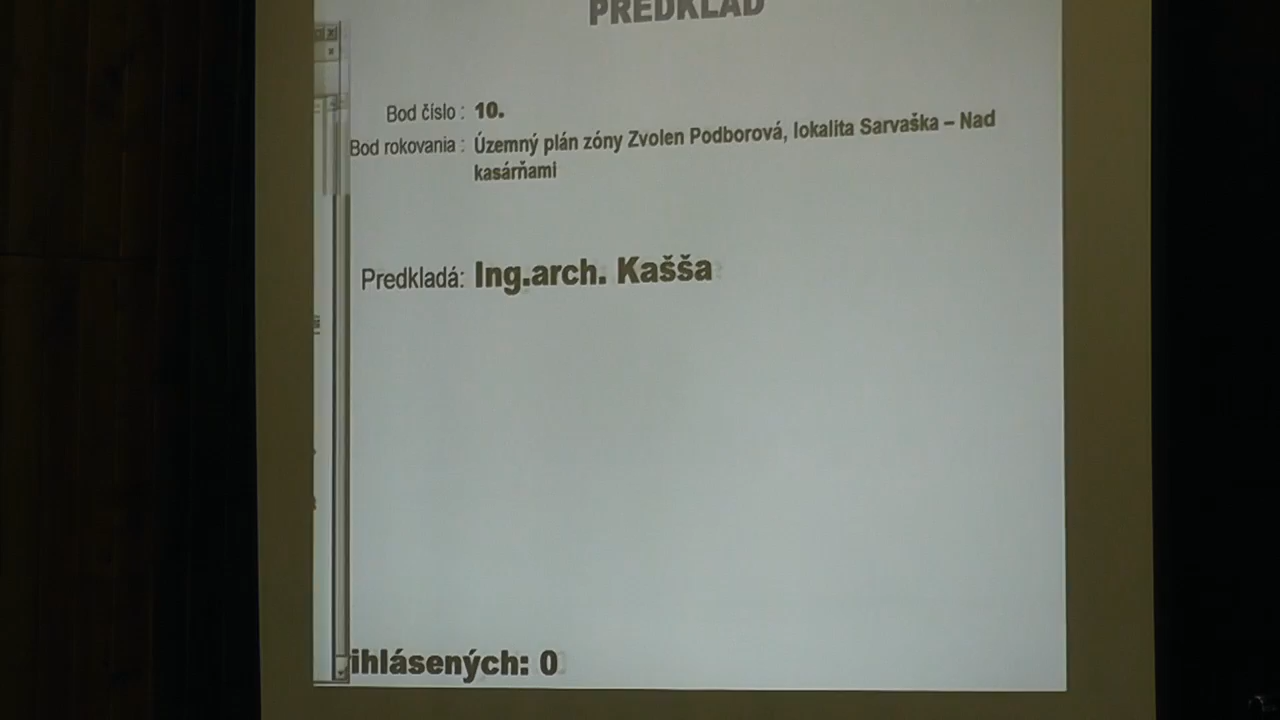 PREDKLAD
Bod číslo : 10.
Bod rokovania : Územný plán zóny Zvolen Podborová, lokalita Sarvaška – Nad
kasárňami
Predkladá: Ing.arch. Kašša
ihlásených: 0